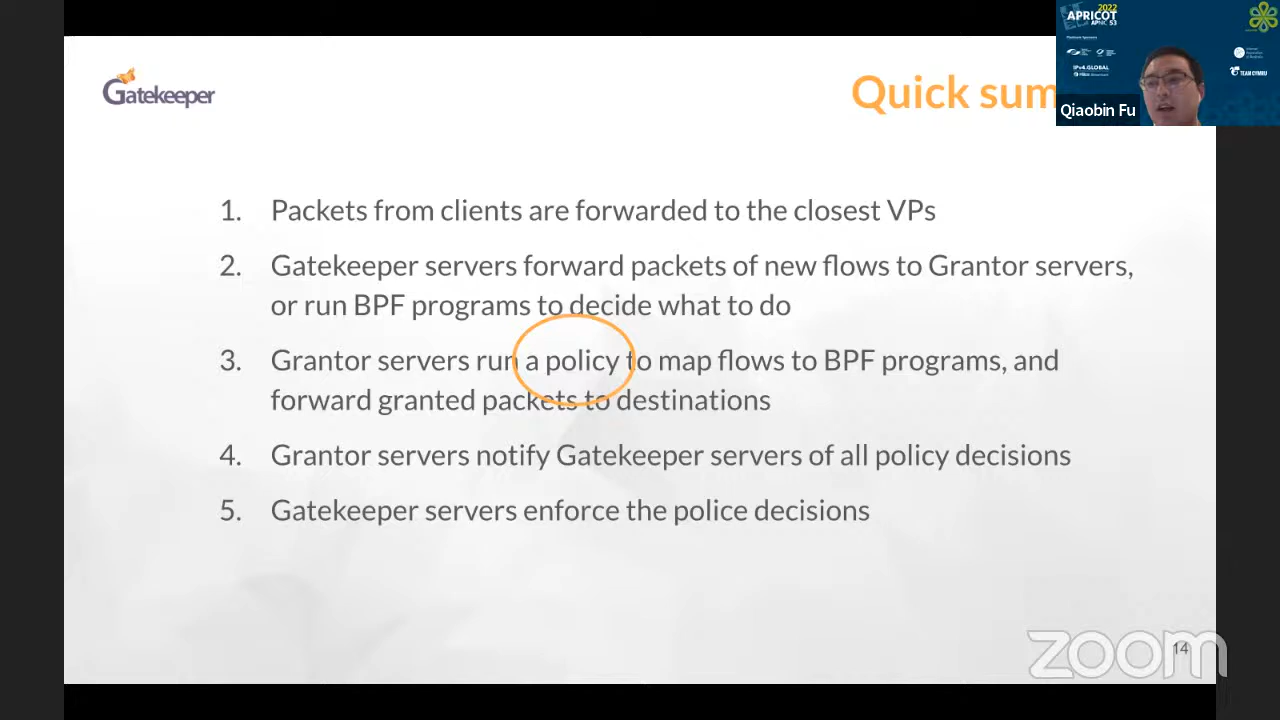 2022
APRICOT
APNIC 53
Platinum Sponsors
IPv4.GLOBAL
TEAM CYMRU
Qiaobin Fu
Gatekeeper
Quick sum
1. Packets from clients are forwarded to the closest VPs
2. Gatekeeper servers forward packets of new flows to Grantor servers,
or run BPF programs to decide what to do
3. Grantor servers run a policy to map flows to BPF programs, and
forward granted packets to destinations
4. Grantor servers notify Gatekeeper servers of all policy decisions
5. Gatekeeper servers enforce the police decisions
zoom
14